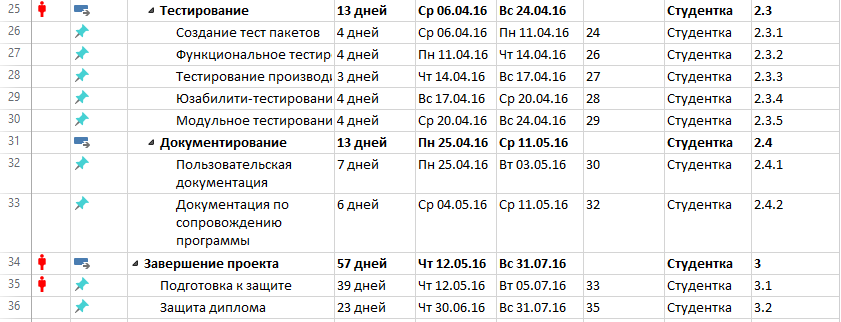 25 Тестирование 13 дней Ср 06.04.16 Вс 24.04.16 Студентка 2.3
26 Создание тест пакетов 4 дней Ср 06.04.16 Пн 11.04.16 24 Студентка 2.3.1
27 Функциональное тестир 4 дней Пн 11.04.16 Чт 14.04.16 26 Студентка 2.3.2
28 Тестирование производи 3 дней Чт 14.04.16 Вс 17.04.16 27 Студентка 2.3.3
29 Юзабилити-тестировани 4 дней Вс 17.04.16 Ср 20.04.16 28 Студентка 2.3.4
30 Модульное тестировани 4 дней Ср 20.04.16 Вс 24.04.16 29 Студентка 2.3.5
31 Документирование 13 дней Пн 25.04.16 Ср 11.05.16 Студентка 2.4
32 Пользовательская 7 дней Пн 25.04.16 Вт 03.05.16 30 Студентка 2.4.1
документация
33 Документация по 6 дней Ср 04.05.16 Ср 11.05.16 32 Студентка 2.4.2
сопровождению
программы
34 Завершение проекта 57 дней Чт 12.05.16 Вс 31.07.16 Студентка 3
35 Подготовка к защите 39 дней Чт 12.05.16 Вт 05.07.16 33 Студентка 3.1
36 Защита диплома 23 дней Чт 30.06.16 Вс 31.07.16 35 Студентка 3.2